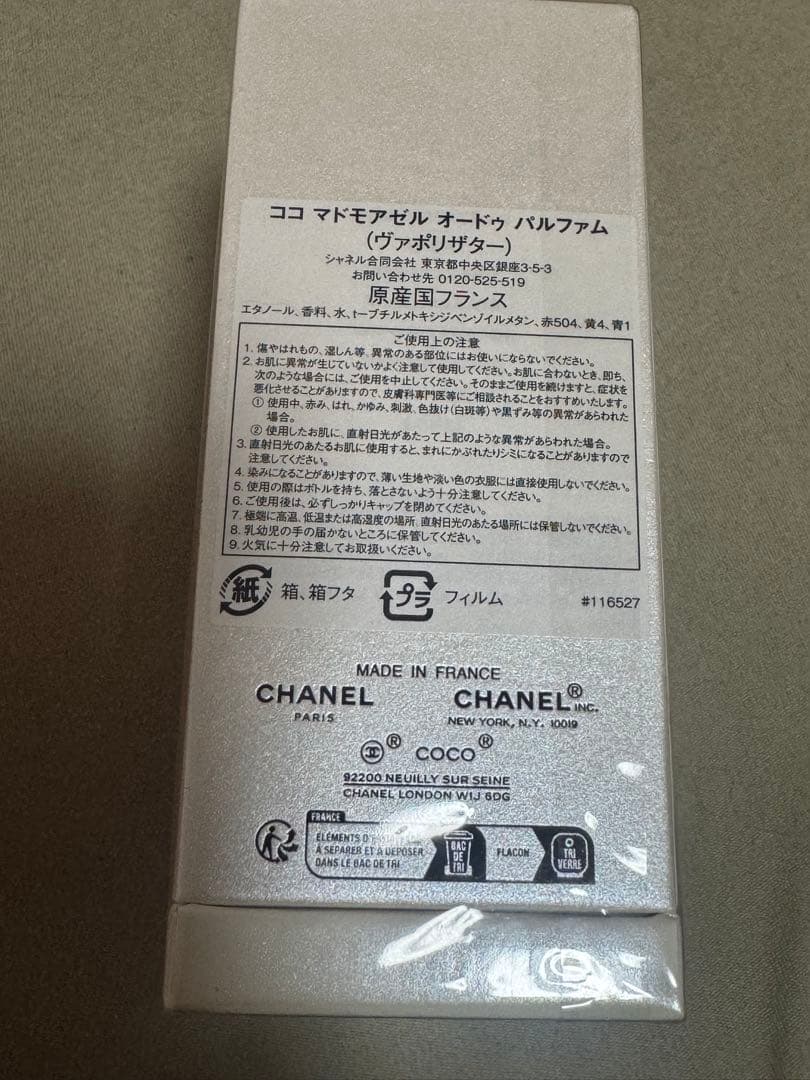 ココ マドモアゼル オードゥ パルファム
(ヴァポリザター)
シャネル合同会社 東京都中央区銀座3-5-3
お問い合わせ先 0120-525-519
原産国フランス
エタノール、香料、水、t-ブチルメトキシジベンゾイルメタン、赤504、黄4、青1
ご使用上の注意
1. 傷やはれもの、湿しん等、異常のある部位にはお使いにならないでください。
2. お肌に異常が生じていないかよく注意して使用してください。お肌に合わないとき、即ち、
次のような場合には、ご使用を中止してください。そのままご使用を続けますと、症状を
悪化させることがありますので、皮膚科専門医等にご相談されることをおすすめいたします。
① 使用中、赤み、はれ、かゆみ、刺激、色抜け(白斑等)や黒ずみ等の異常があらわれた
場合。
② 使用したお肌に、直射日光があたって上記のような異常があらわれた場合。
3. 直射日光のあたるお肌に使用すると、まれにかぶれたりシミになることがありますので
注意してください。
4. 染みになることがありますので、薄い生地や淡い色の衣服には直接使用しないでください。
5. 使用の際はボトルを持ち、落とさないよう十分注意してください。
6. ご使用後は、必ずしっかりキャップを閉めてください。
7. 極端に高温、低温または高湿度の場所、直射日光のあたる場所には保管しないでください。
8. 乳幼児の手の届かないところに保管してください。
9. 火気に十分注意してお取扱いください。
紙 箱、箱フタ プラ フィルム #116527
MADE IN FRANCE
CHANEL CHANEL® INC.
PARIS NEW YORK, N.Y. 10019
® COCO®
92200 NEUILLY SUR SEINE
CHANEL LONDON W1J 6DG
FRANCE
ÉLÉMENTS
À SÉPARER ET À DÉPOSER
DANS LE BAC DE TRI
BAC
DE
TRI
FLACON
TRI
VERRE